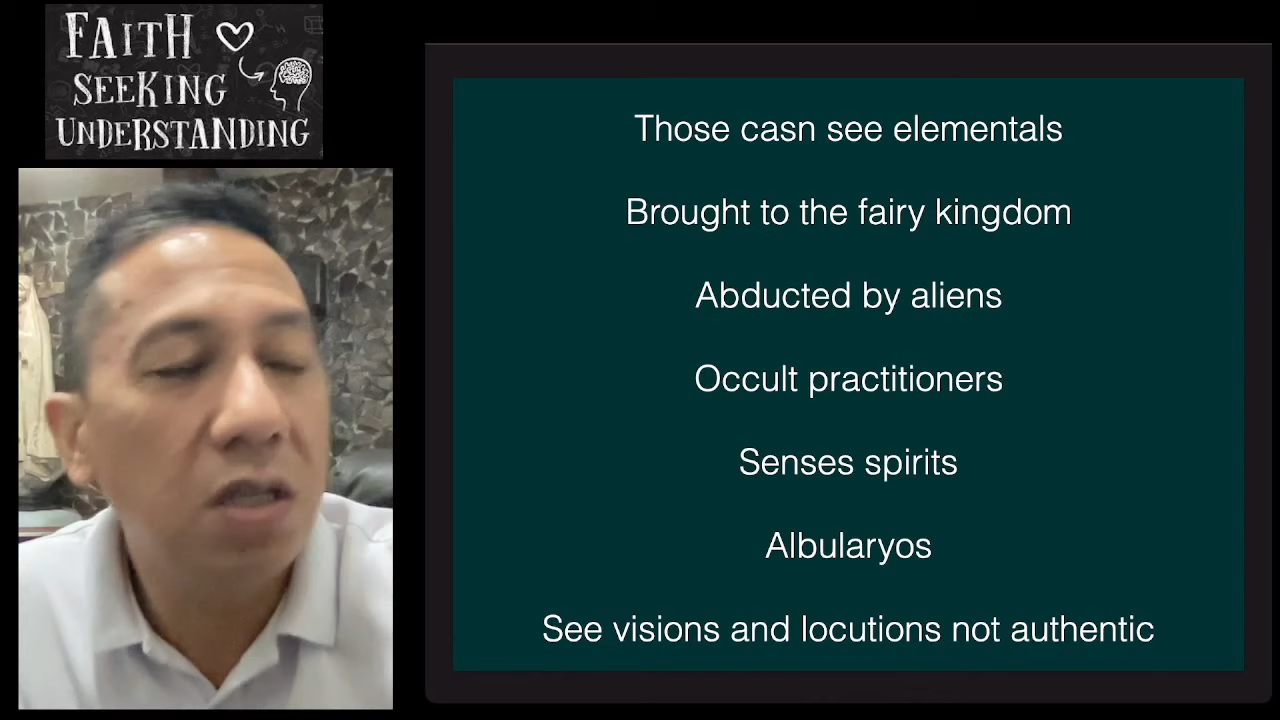 FAITH
SEEKING
UNDERSTANDING
Those casn see elementals
Brought to the fairy kingdom
Abducted by aliens
Occult practitioners
Senses spirits
Albularyos
See visions and locutions not authentic